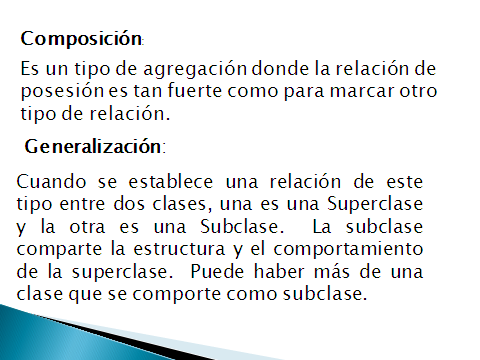 Composición:
Es un tipo de agregación donde la relación de
posesión es tan fuerte como para marcar otro
tipo de relación.
Generalización:
Cuando se establece una relación de este
tipo entre dos clases, una es una Superclase
y la otra es una Subclase. La subclase
comparte la estructura y el comportamiento
de la superclase. Puede haber más de una
clase que se comporte como subclase.